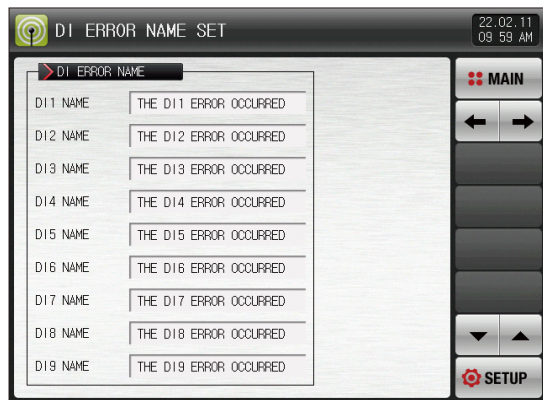 DI ERROR NAME SET
22.02.11
09 59 AM
DI ERROR NAME
MAIN
DI1 NAME THE DI1 ERROR OCCURRED
DI2 NAME THE DI2 ERROR OCCURRED
DI3 NAME THE DI3 ERROR OCCURRED
DI4 NAME THE DI4 ERROR OCCURRED
DI5 NAME THE DI5 ERROR OCCURRED
DI6 NAME THE DI6 ERROR OCCURRED
DI7 NAME THE DI7 ERROR OCCURRED
DI8 NAME THE DI8 ERROR OCCURRED
DI9 NAME THE DI9 ERROR OCCURRED
SETUP